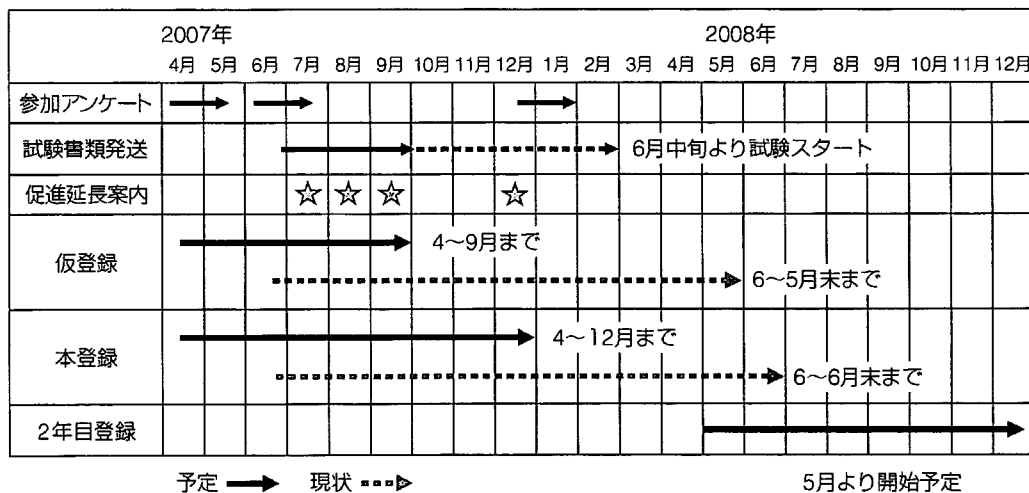 2007年 2008年
4月 5月 6月 7月 8月 9月 10月 11月 12月 1月 2月 3月 4月 5月 6月 7月 8月 9月 10月 11月 12月
参加アンケート
試験書類発送 6月中旬より試験スタート
促進延長案内
仮登録 4〜9月まで
6〜5月末まで
本登録 4〜12月まで
6〜6月末まで
2年目登録
予定 現状 5月より開始予定